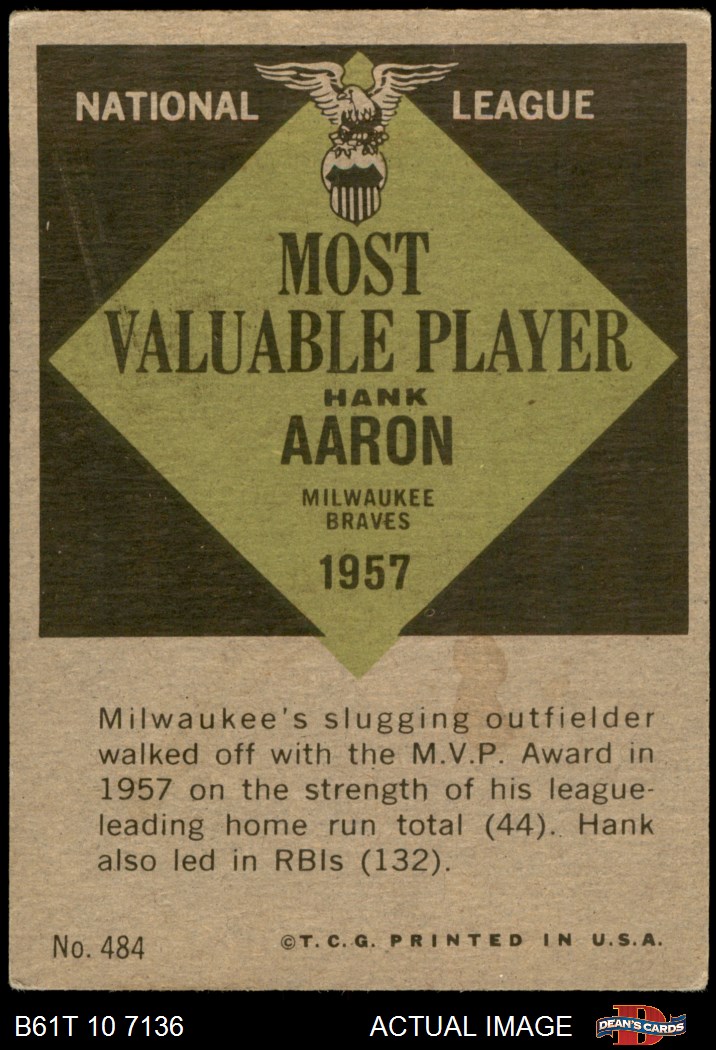 NATIONAL LEAGUE
MOST
VALUABLE PLAYER
HANK
AARON
MILWAUKEE
BRAVES
1957
Milwaukee's slugging outfielder
walked off with the M.V.P. Award in
1957 on the strength of his league-
leading home run total (44). Hank
also led in RBIs (132).
No. 484 ©T.C.G. PRINTED IN U.S.A.
B61T 10 7136 ACTUAL IMAGE DEAN'S CARDS